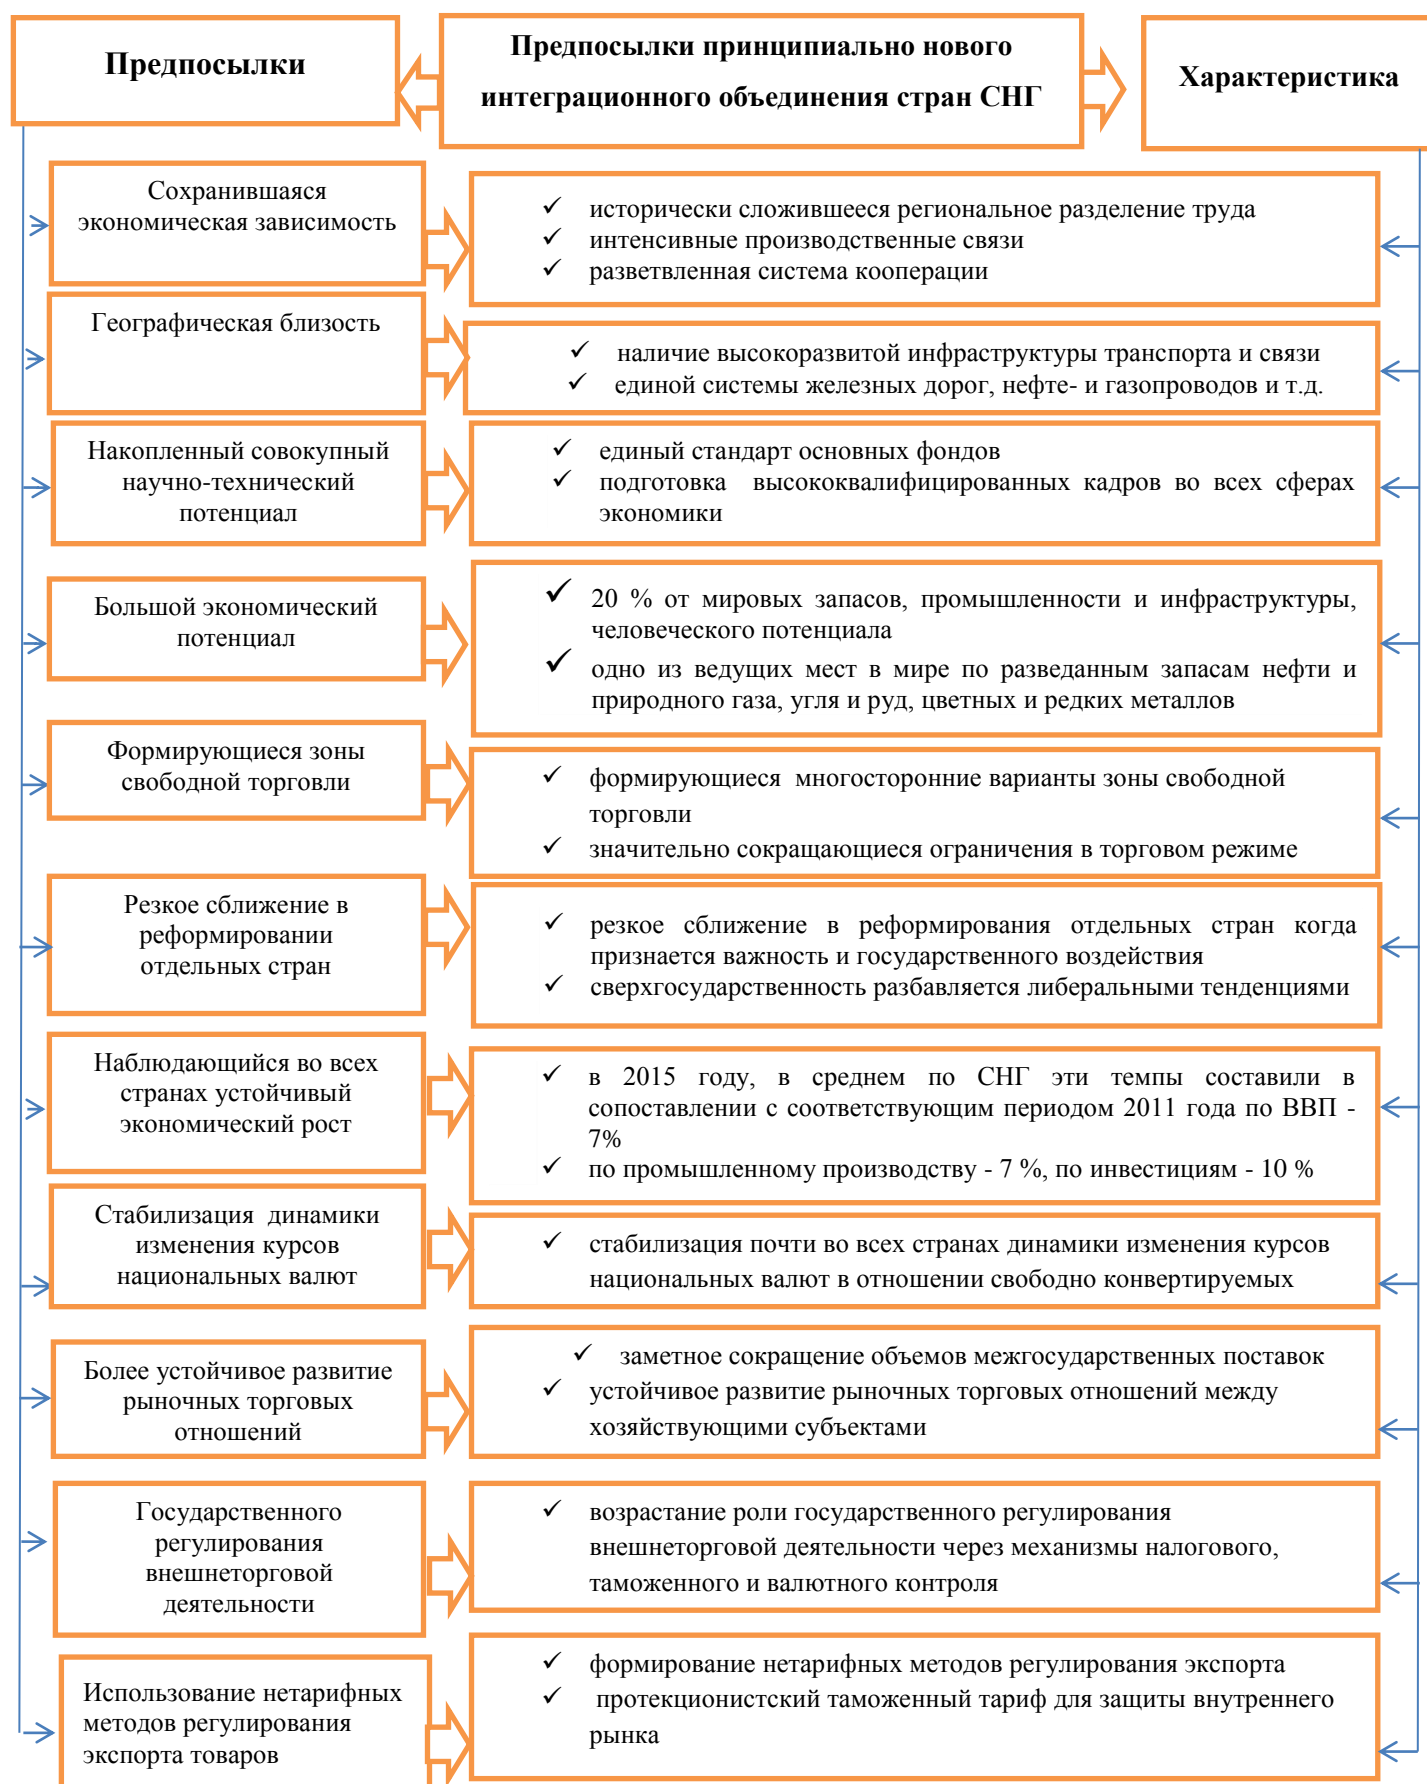 Предпосылки
Предпосылки принципиально нового
интеграционного объединения стран СНГ
Характеристика
Сохранившаяся
экономическая зависимость
✓ исторически сложившееся региональное разделение труда
✓ интенсивные производственные связи
✓ разветвленная система кооперации
Географическая близость
✓ наличие высокоразвитой инфраструктуры транспорта и связи
✓ единой системы железных дорог, нефте- и газопроводов и т.д.
Накопленный совокупный
научно-технический
потенциал
✓ единый стандарт основных фондов
✓ подготовка высококвалифицированных кадров во всех сферах
экономики
Большой экономический
потенциал
✓ 20 % от мировых запасов, промышленности и инфраструктуры,
человеческого потенциала
✓ одно из ведущих мест в мире по разведанным запасам нефти и
природного газа, угля и руд, цветных и редких металлов
Формирующиеся зоны
свободной торговли
✓ формирующиеся многосторонние варианты зоны свободной
торговли
✓ значительно сокращающиеся ограничения в торговом режиме
Резкое сближение в
реформировании
отдельных стран
✓ резкое сближение в реформирования отдельных стран когда
признается важность и государственного воздействия
✓ сверхгосударственность разбавляется либеральными тенденциями
Наблюдающийся во всех
странах устойчивый
экономический рост
✓ в 2015 году, в среднем по СНГ эти темпы составили в
сопоставлении с соответствующим периодом 2011 года по ВВП -
7%
✓ по промышленному производству - 7 %, по инвестициям - 10 %
Стабилизация динамики
изменения курсов
национальных валют
✓ стабилизация почти во всех странах динамики изменения курсов
национальных валют в отношении свободно конвертируемых
Более устойчивое развитие
рыночных торговых
отношений
✓ заметное сокращение объемов межгосударственных поставок
✓ устойчивое развитие рыночных торговых отношений между
хозяйствующими субъектами
Государственного
регулирования
внешнеторговой
деятельности
✓ возрастание роли государственного регулирования
внешнеторговой деятельности через механизмы налогового,
таможенного и валютного контроля
Использование нетарифных
методов регулирования
экспорта товаров
✓ формирование нетарифных методов регулирования экспорта
✓ протекционистский таможенный тариф для защиты внутреннего
рынка